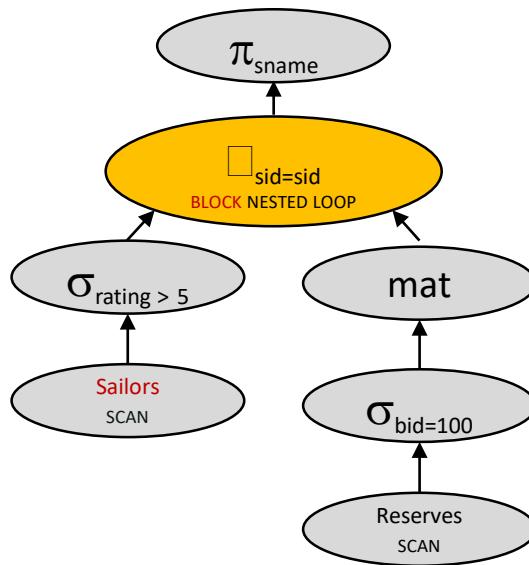 π sname
□ sid=sid
BLOCK NESTED LOOP
σ rating > 5
mat
Sailors
SCAN
σ bid=100
Reserves
SCAN